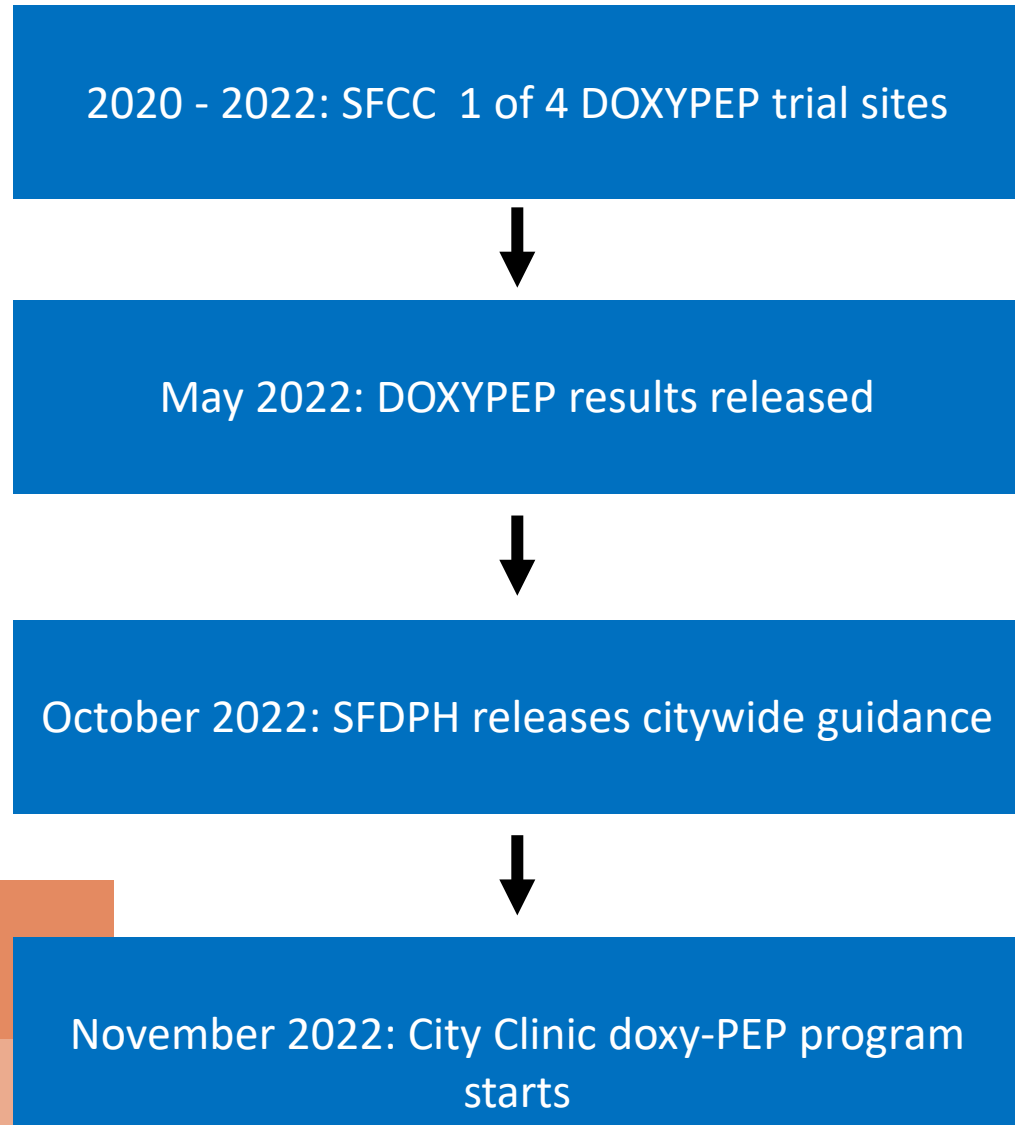 2020 - 2022: SFCC  1 of 4 DOXYPEP trial sites
May 2022: DOXYPEP results released
October 2022: SFDPH releases citywide guidance
November 2022: City Clinic doxy-PEP program
starts